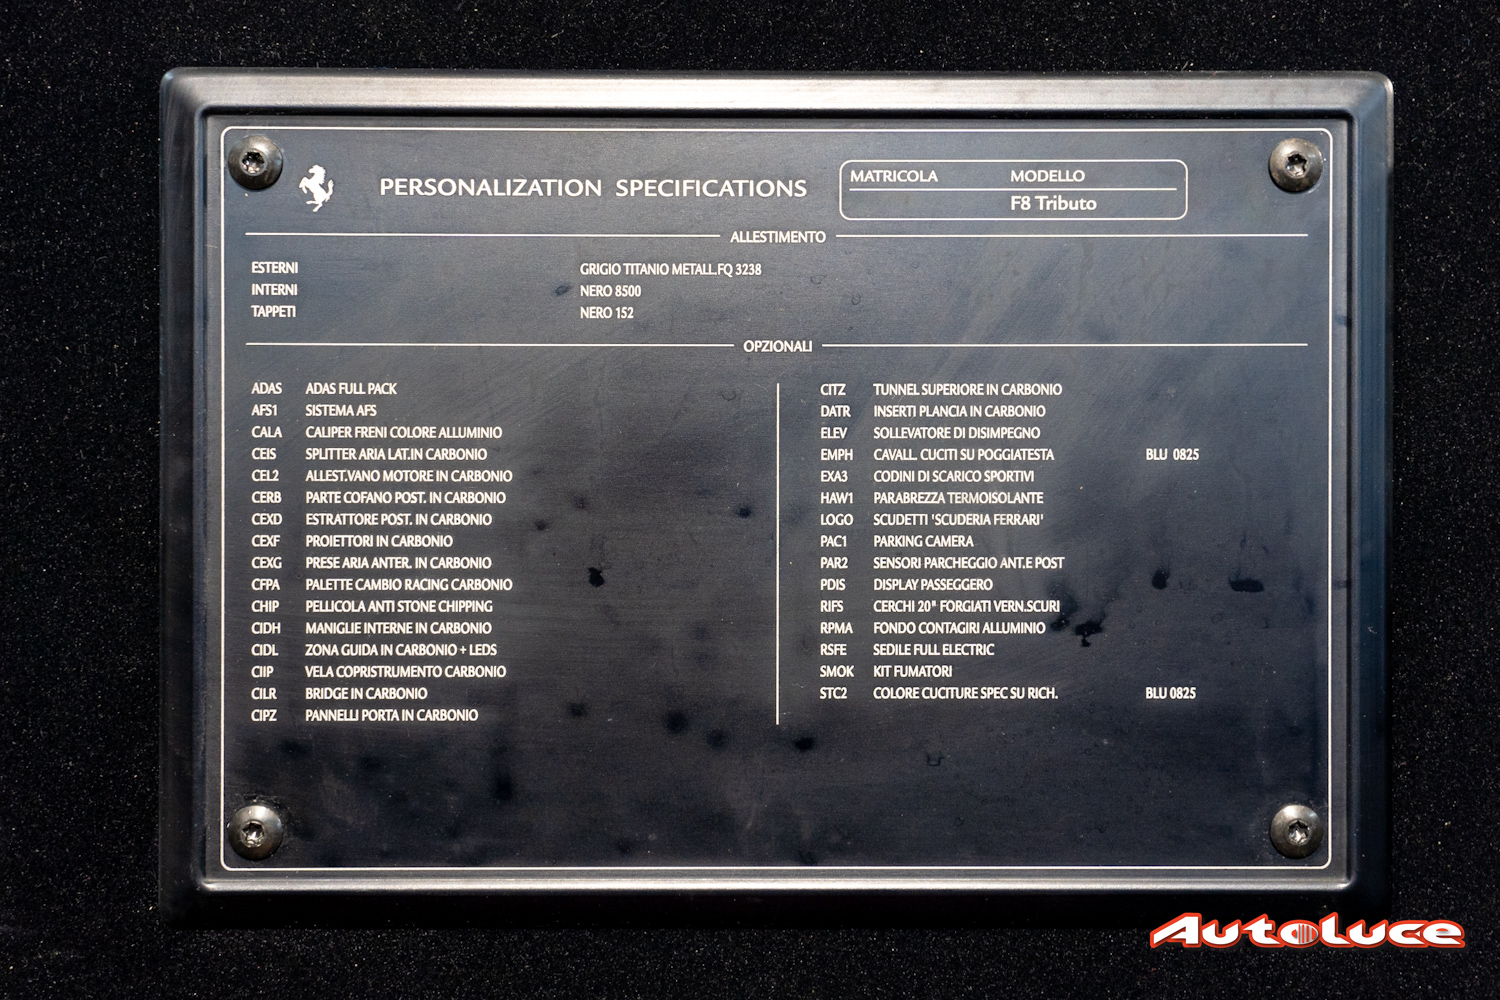 PERSONALIZATION SPECIFICATIONS
MATRICOLA MODELLO
F8 Tributo
ALLESTIMENTO
ESTERNI GRIGIO TITANIO METALL.FQ 3238
INTERNI NERO 8500
TAPPETI NERO 152
OPZIONALI
ADAS ADAS FULL PACK
AFS1 SISTEMA AFS
CALA CALIPER FRENI COLORE ALLUMINIO
CEIS SPLITTER ARIA LAT.IN CARBONIO
CEL2 ALLEST.VANO MOTORE IN CARBONIO
CERB PARTE COFANO POST. IN CARBONIO
CEXD ESTRATTORE POST. IN CARBONIO
CEXF PROIETTORI IN CARBONIO
CEXG PRESE ARIA ANTER. IN CARBONIO
CFPA PALETTE CAMBIO RACING CARBONIO
CHIP PELLICOLA ANTI STONE CHIPPING
CIDH MANIGLIE INTERNE IN CARBONIO
CIDL ZONA GUIDA IN CARBONIO + LEDS
CIIP VELA COPRISTRUMENTO CARBONIO
CILR BRIDGE IN CARBONIO
CIPZ PANNELLI PORTA IN CARBONIO
CITZ TUNNEL SUPERIORE IN CARBONIO
DATR INSERTI PLANCIA IN CARBONIO
ELEV SOLLEVATORE DI DISIMPEGNO
EMPH CAVALL. CUCITI SU POGGIATESTA BLU 0825
EXA3 CODINI DI SCARICO SPORTIVI
HAW1 PARABREZZA TERMOISOLANTE
LOGO SCUDETTI 'SCUDERIA FERRARI'
PAC1 PARKING CAMERA
PAR2 SENSORI PARCHEGGIO ANT.E POST
PDIS DISPLAY PASSEGGERO
RIFS CERCHI 20" FORGIATI VERN.SCURI
RPMA FONDO CONTAGIRI ALLUMINIO
RSFE SEDILE FULL ELECTRIC
SMOK KIT FUMATORI
STC2 COLORE CUCITURE SPEC SU RICH. BLU 0825
Autoluce